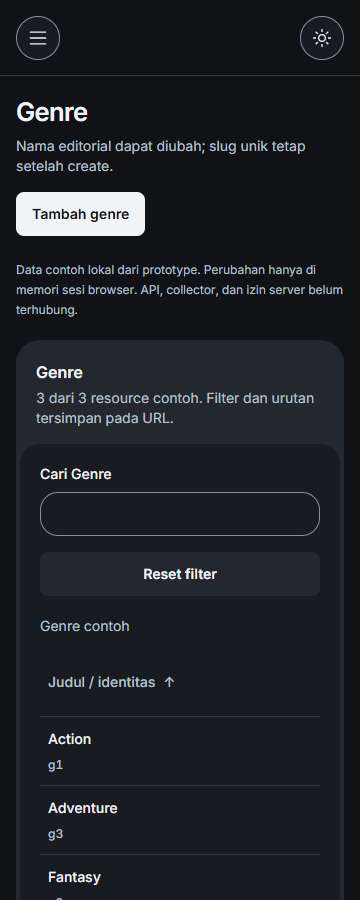 Genre
Nama editorial dapat diubah; slug unik tetap
setelah create.
Tambah genre
Data contoh lokal dari prototype. Perubahan hanya di
memori sesi browser. API, collector, dan izin server belum
terhubung.
Genre
3 dari 3 resource contoh. Filter dan urutan
tersimpan pada URL.
Cari Genre
Reset filter
Genre contoh
Judul / identitas ↑
Action
g1
Adventure
g3
Fantasy